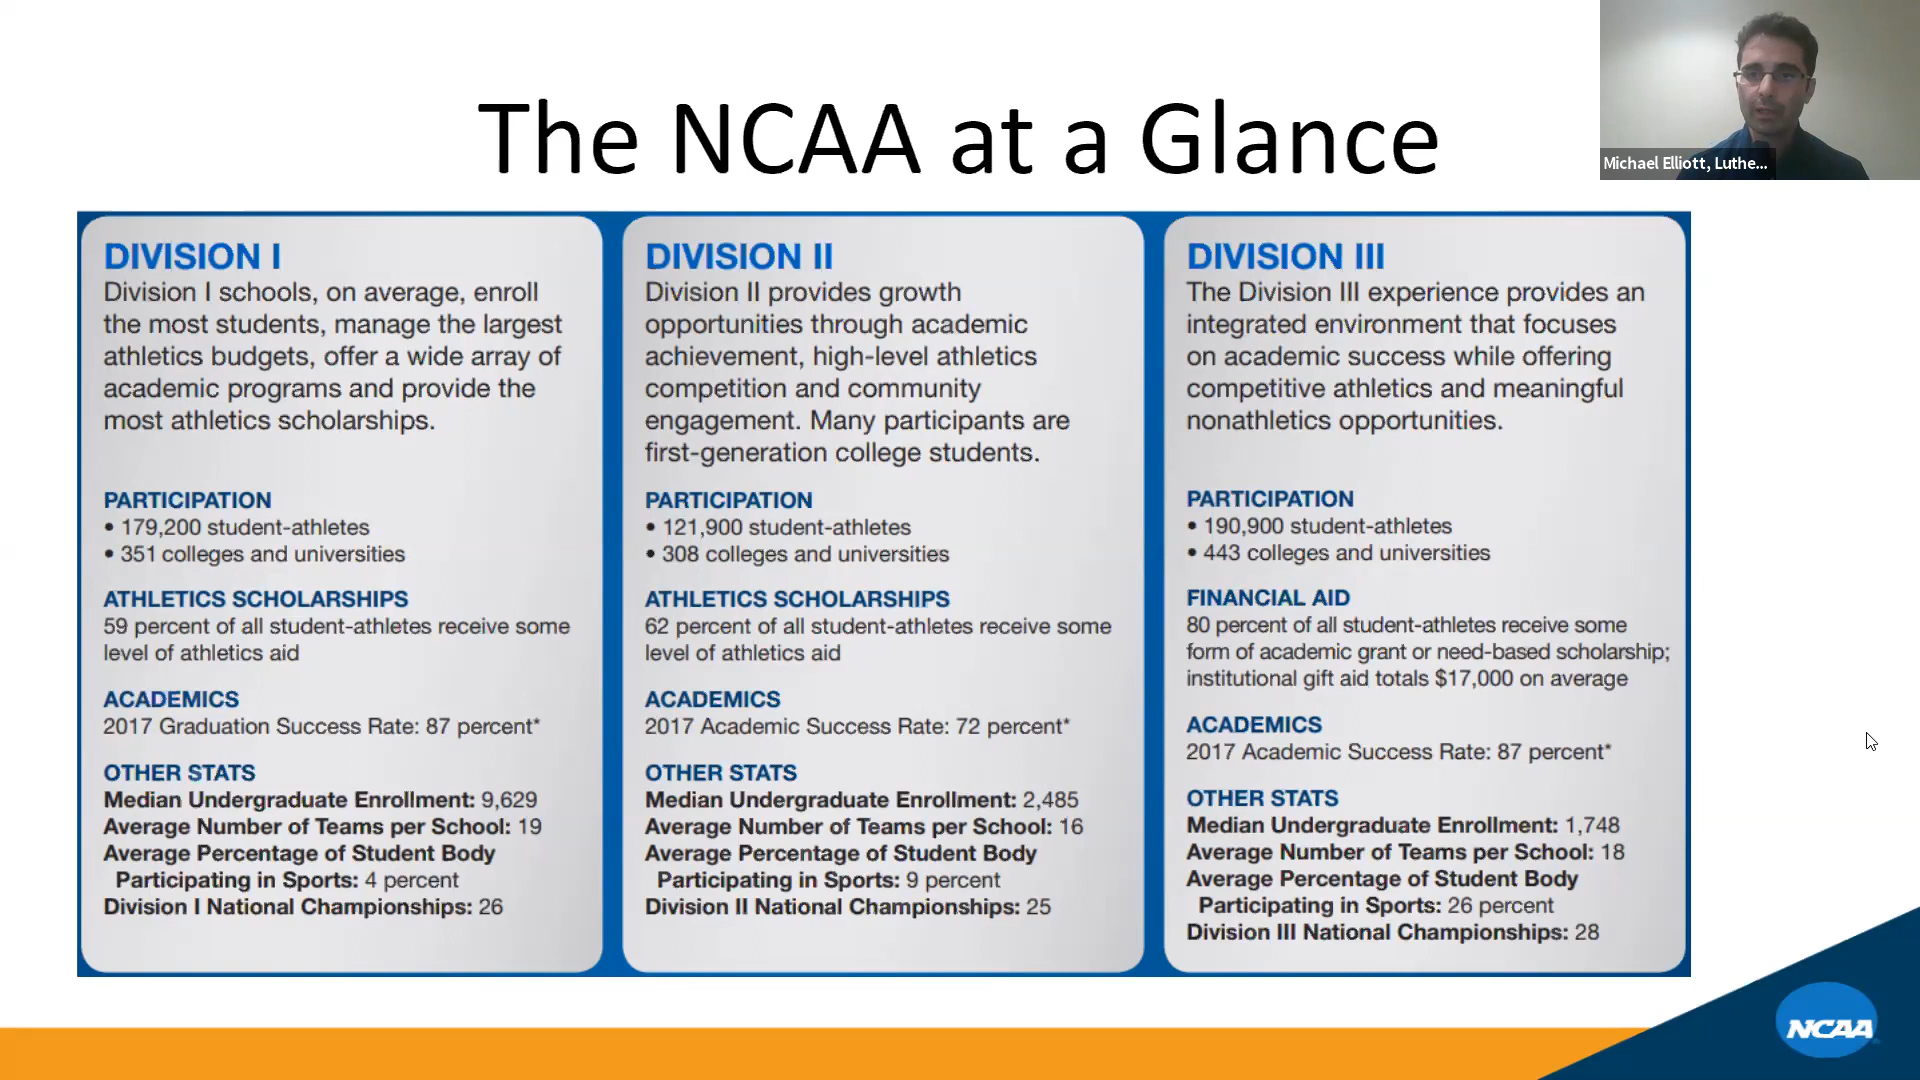 The NCAA at a Glance
Michael Elliott, Luthe...
DIVISION I
Division I schools, on average, enroll
the most students, manage the largest
athletics budgets, offer a wide array of
academic programs and provide the
most athletics scholarships.
PARTICIPATION
• 179,200 student-athletes
• 351 colleges and universities
ATHLETICS SCHOLARSHIPS
59 percent of all student-athletes receive some
level of athletics aid
ACADEMICS
2017 Graduation Success Rate: 87 percent*
OTHER STATS
Median Undergraduate Enrollment: 9,629
Average Number of Teams per School: 19
Average Percentage of Student Body
Participating in Sports: 4 percent
Division I National Championships: 26
DIVISION II
Division II provides growth
opportunities through academic
achievement, high-level athletics
competition and community
engagement. Many participants are
first-generation college students.
PARTICIPATION
• 121,900 student-athletes
• 308 colleges and universities
ATHLETICS SCHOLARSHIPS
62 percent of all student-athletes receive some
level of athletics aid
ACADEMICS
2017 Academic Success Rate: 72 percent*
OTHER STATS
Median Undergraduate Enrollment: 2,485
Average Number of Teams per School: 16
Average Percentage of Student Body
Participating in Sports: 9 percent
Division II National Championships: 25
DIVISION III
The Division III experience provides an
integrated environment that focuses
on academic success while offering
competitive athletics and meaningful
nonathletics opportunities.
PARTICIPATION
• 190,900 student-athletes
• 443 colleges and universities
FINANCIAL AID
80 percent of all student-athletes receive some
form of academic grant or need-based scholarship;
institutional gift aid totals $17,000 on average
ACADEMICS
2017 Academic Success Rate: 87 percent*
OTHER STATS
Median Undergraduate Enrollment: 1,748
Average Number of Teams per School: 18
Average Percentage of Student Body
Participating in Sports: 26 percent
Division III National Championships: 28
NCAA